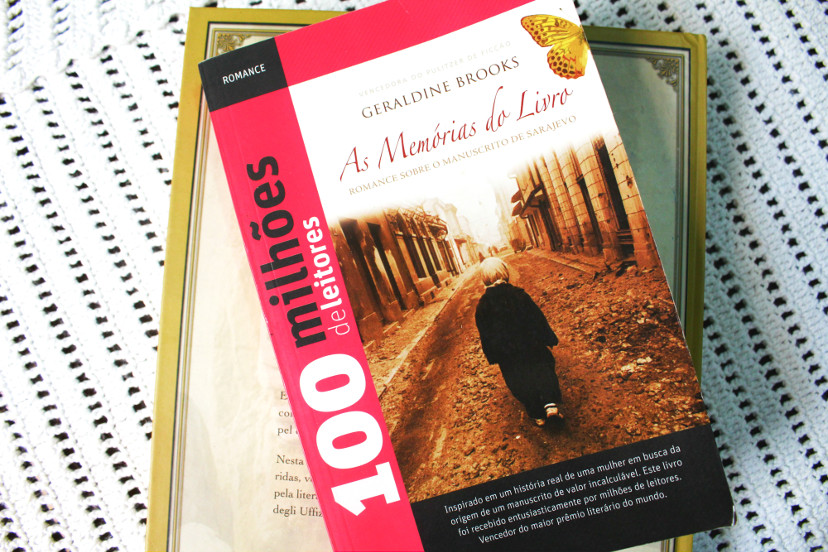 ROMANCE
VENCEDORA DO PULITZER DE FICÇÃO
GERALDINE BROOKS
As Memórias do Livro
ROMANCE SOBRE O MANUSCRITO DE SARAJEVO
100 milhões
de leitores
Inspirado em um história real de uma mulher em busca da
origem de um manuscrito de valor incalculável. Este livro
foi recebido entusiasticamente por milhões de leitores.
Vencedor do maior prêmio literário do mundo.
E
con
pel
Nesta
ridas, v
pela liter
degli Uffiz